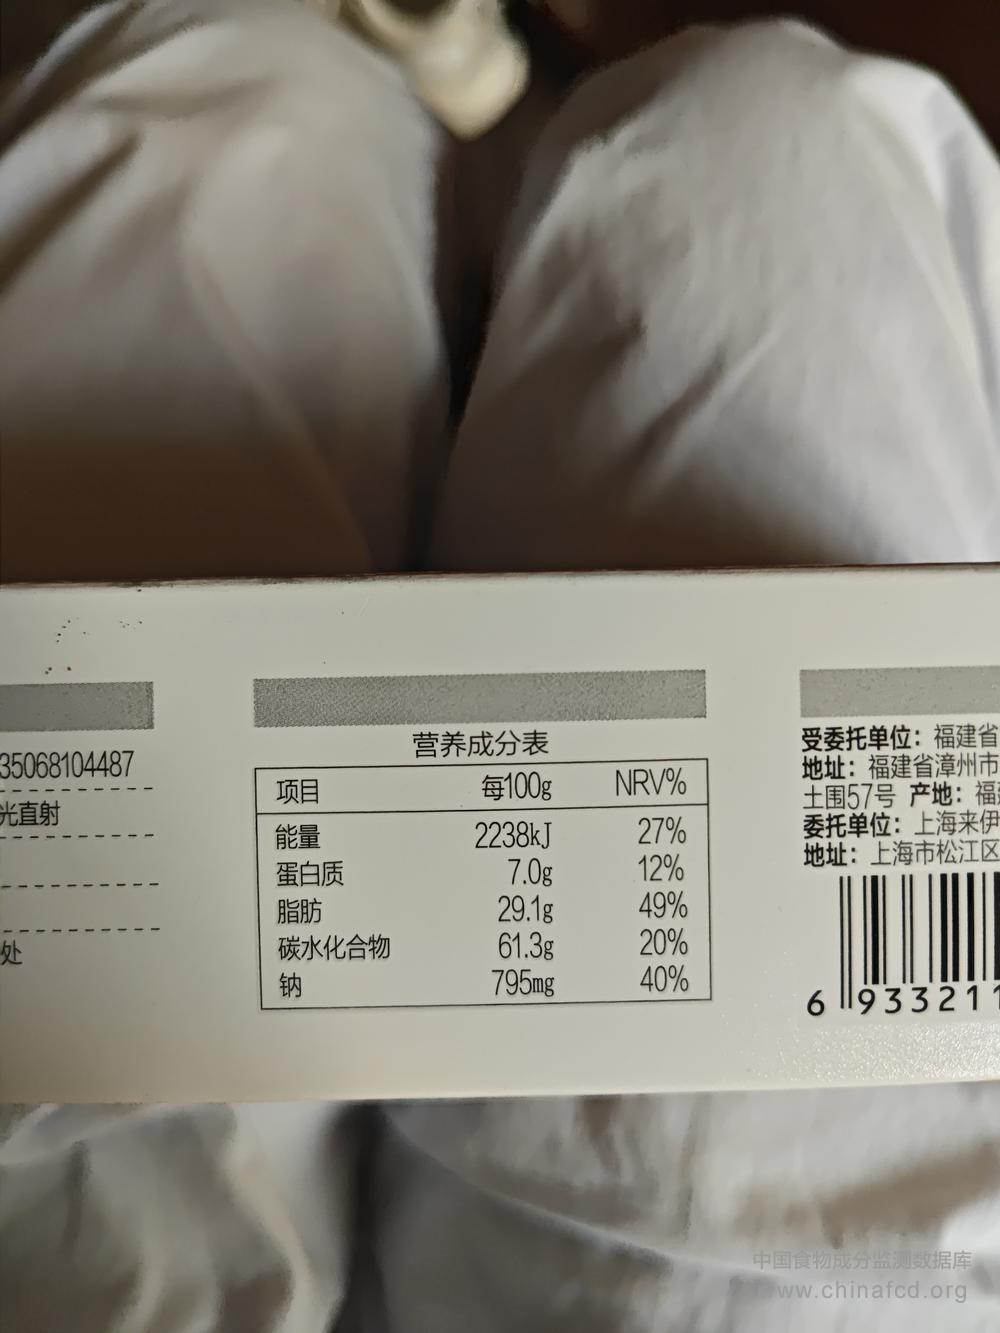 35068104487
光直射
处
营养成分表
项目 每100g NRV%
能量 2238kJ 27%
蛋白质 7.0g 12%
脂肪 29.1g 49%
碳水化合物 61.3g 20%
钠 795mg 40%
受委托单位：福建省
地址：福建省漳州市
土围57号 产地：福建
委托单位：上海来伊
地址：上海市松江区
6 933211
中国食物成分监测数据库
www.chinafcd.org